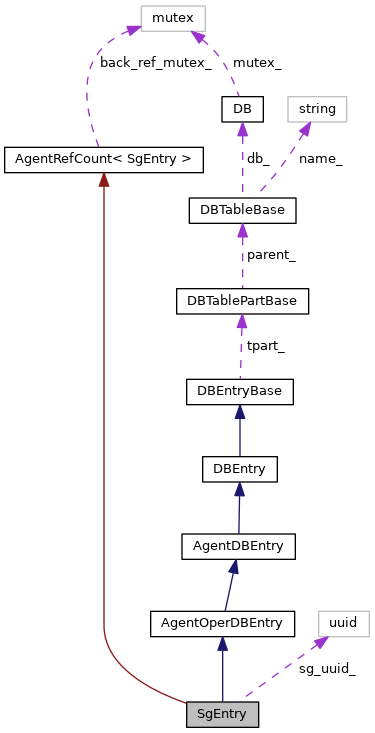 mutex
back_ref_mutex_
mutex_
DB
string
db_
name_
AgentRefCount< SgEntry >
DBTableBase
parent_
DBTablePartBase
tpart_
DBEntryBase
DBEntry
AgentDBEntry
AgentOperDBEntry
uuid
sg_uuid_
SgEntry